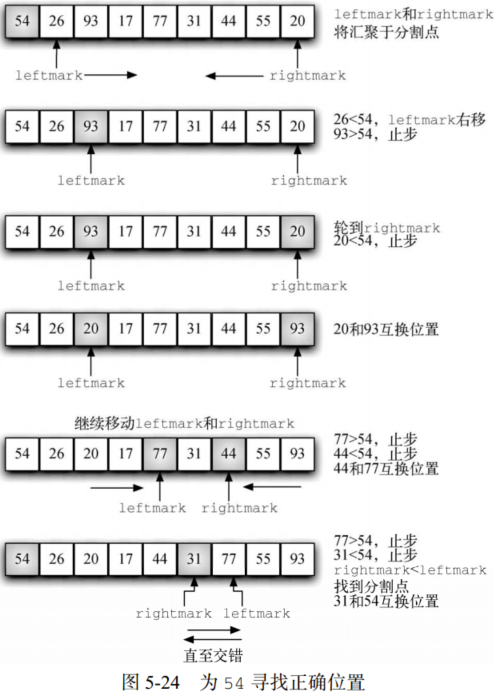 54 26 93 17 77 31 44 55 20
leftmark和rightmark
将汇聚于分割点
leftmark rightmark
54 26 93 17 77 31 44 55 20
26<54，leftmark右移
93>54，止步
leftmark rightmark
54 26 93 17 77 31 44 55 20
轮到rightmark
20<54，止步
leftmark rightmark
54 26 20 17 77 31 44 55 93
20和93互换位置
leftmark rightmark
继续移动leftmark和rightmark
54 26 20 17 77 31 44 55 93
77>54，止步
44<54，止步
44和77互换位置
leftmark rightmark
54 26 20 17 44 31 77 55 93
77>54，止步
31<54，止步
rightmark<leftmark
找到分割点
31和54互换位置
rightmark leftmark
直至交错
图 5-24 为 54 寻找正确位置